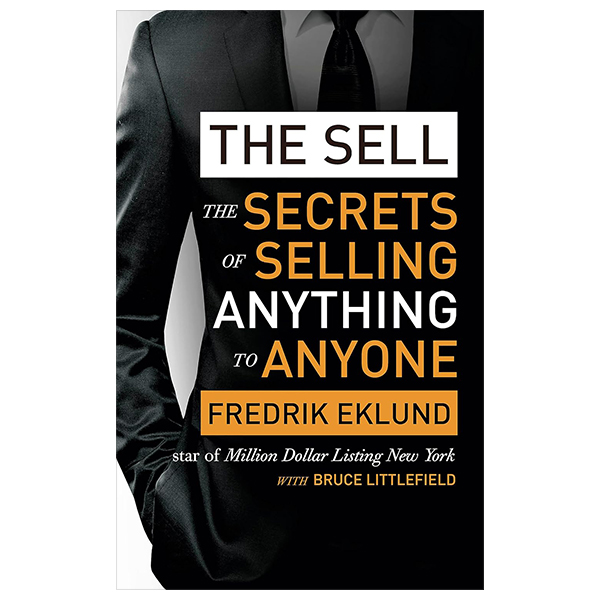 THE SELL
THE SECRETS
OF SELLING
ANYTHING
TO ANYONE
FREDRIK EKLUND
star of Million Dollar Listing New York
WITH BRUCE LITTLEFIELD